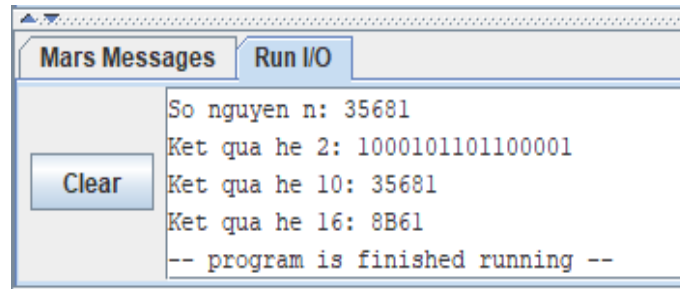 Mars Messages Run I/O
Clear
So nguyen n: 35681
Ket qua he 2: 1000101101100001
Ket qua he 10: 35681
Ket qua he 16: 8B61
-- program is finished running --